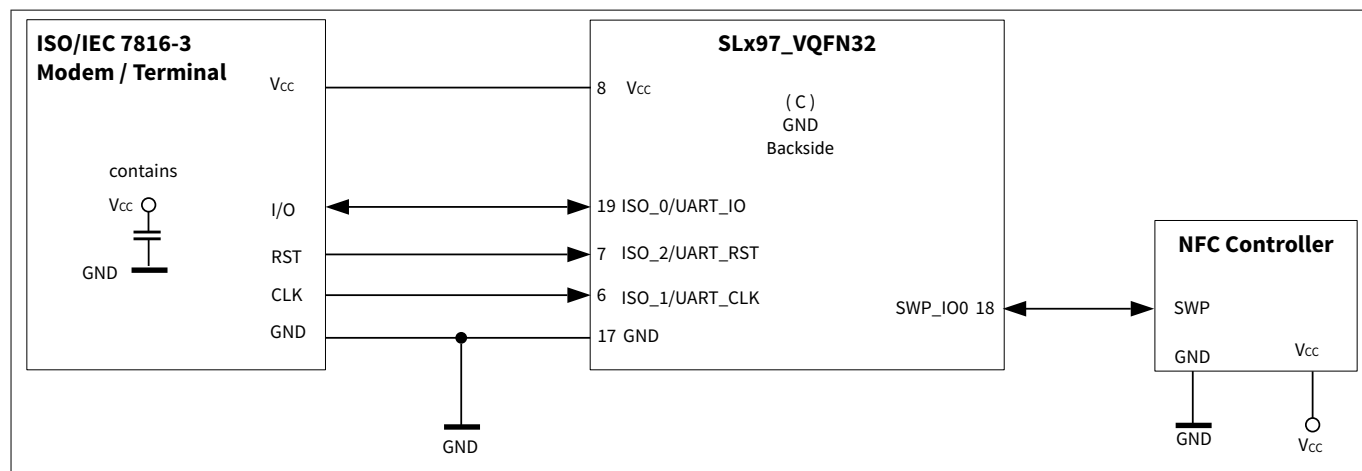 ISO/IEC 7816-3
Modem / Terminal
Vcc
contains
Vcc
GND
I/O
RST
CLK
GND
SLx97_VQFN32
8 Vcc
( C )
GND
Backside
19 ISO_0/UART_IO
7 ISO_2/UART_RST
6 ISO_1/UART_CLK
17 GND
SWP_IO0 18
GND
NFC Controller
SWP
GND
Vcc
GND
Vcc